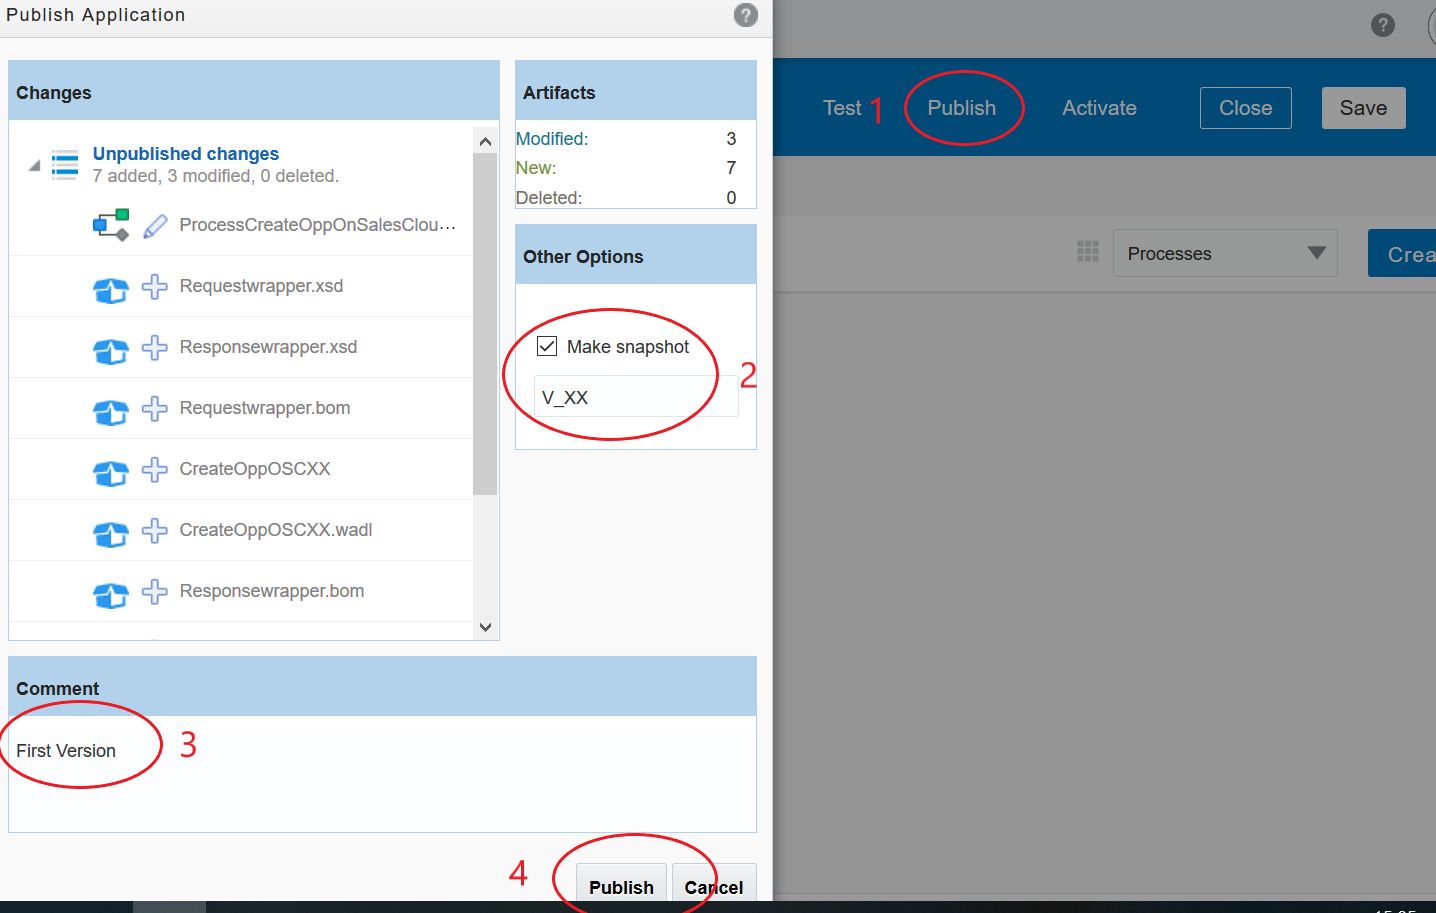 Publish Application
?
?
Test 1 Publish Activate Close Save
Changes
Unpublished changes
7 added, 3 modified, 0 deleted.
ProcessCreateOppOnSalesClou...
Requestwrapper.xsd
Responsewrapper.xsd
Requestwrapper.bom
CreateOppOSCXX
CreateOppOSCXX.wadl
Responsewrapper.bom
Artifacts
Modified: 3
New: 7
Deleted: 0
Other Options
Make snapshot
2
V_XX
Processes
Crea
Comment
First Version
3
4
Publish Cancel